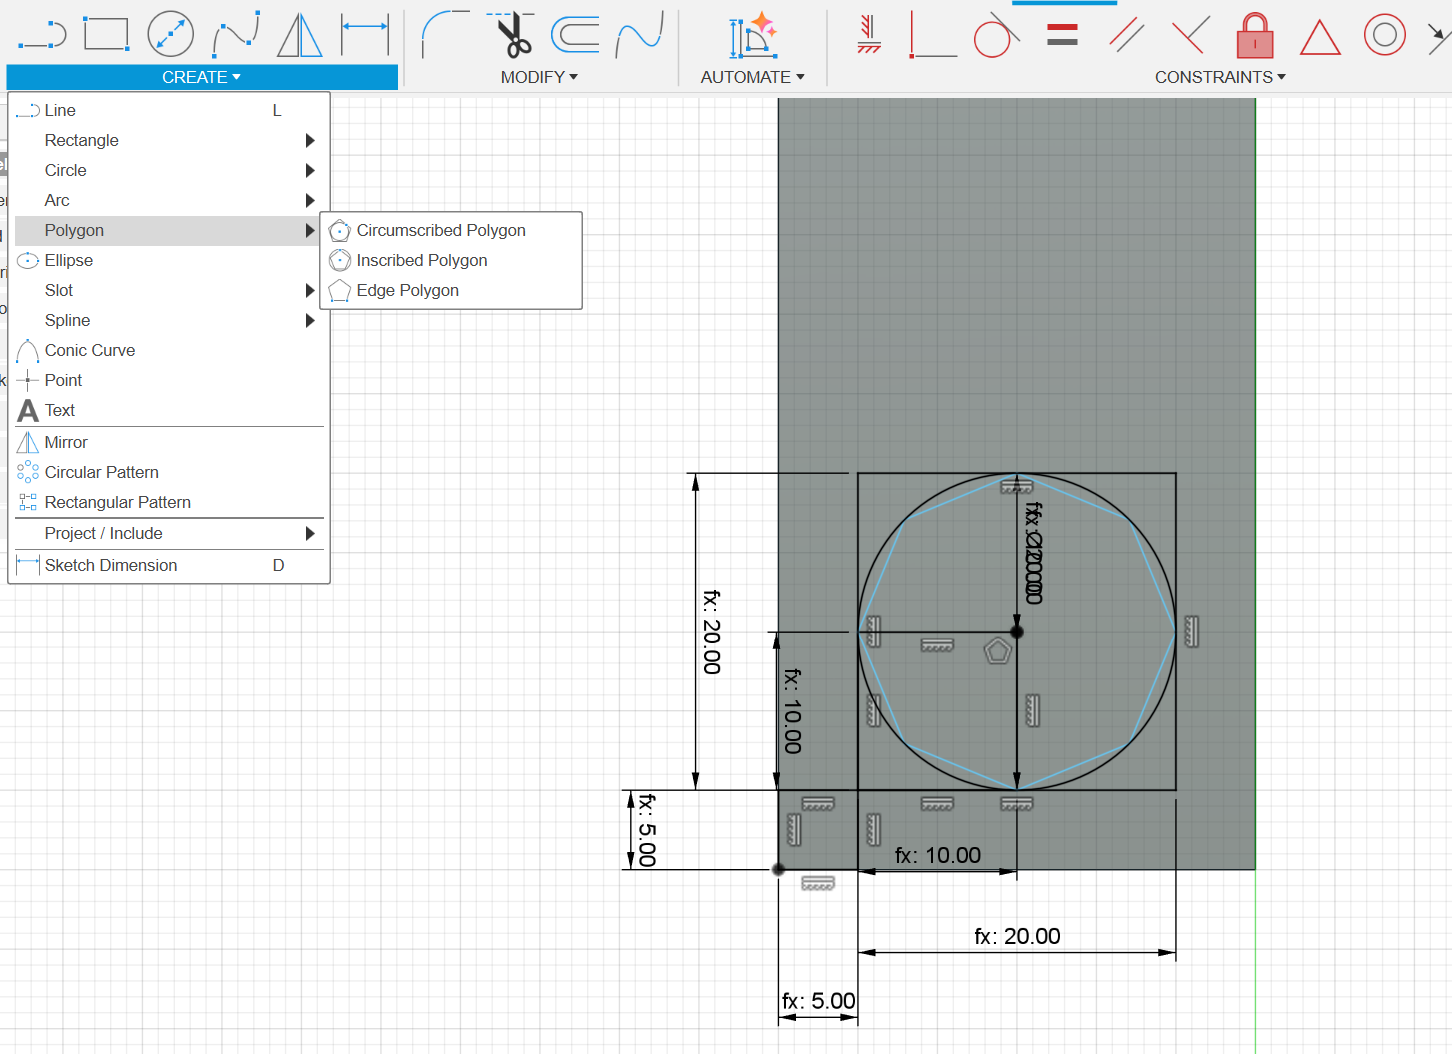 CREATE ▾
MODIFY ▾
AUTOMATE ▾
CONSTRAINTS ▾
Line L
Rectangle
Circle
Arc
Polygon
Circumscribed Polygon
Ellipse
Inscribed Polygon
Slot
Edge Polygon
Spline
Conic Curve
Point
Text
Mirror
Circular Pattern
Rectangular Pattern
Project / Include
Sketch Dimension D
fx: 20.00
fx: 10.00
fx: 5.00
fx: 10.00
fx: 20.00
fx: 5.00